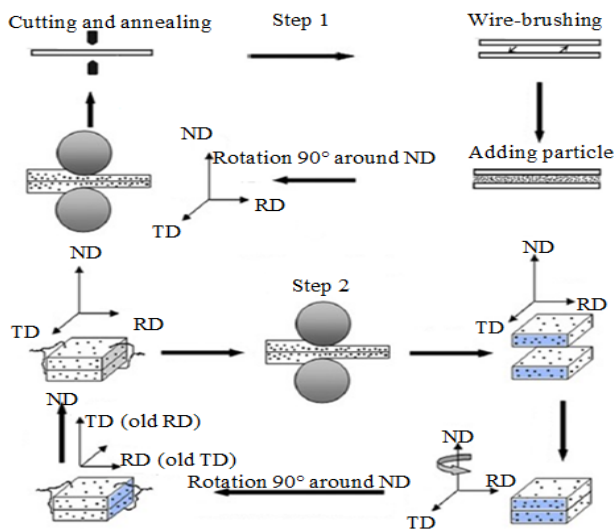 Cutting and annealing
Step 1
Wire-brushing
ND
Rotation 90° around ND
RD
TD
Adding particle
ND
TD
RD
Step 2
ND
RD
TD
ND
TD (old RD)
RD (old TD)
Rotation 90° around ND
ND
RD
TD